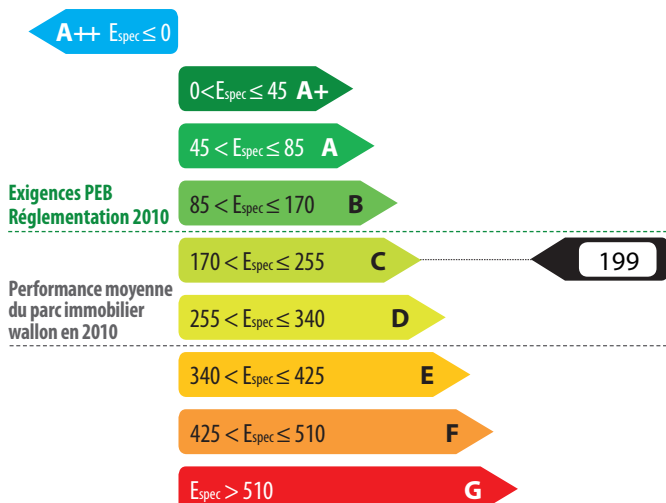 A++ Espec ≤ 0
0<Espec ≤ 45 A+
45 < Espec ≤ 85 A
Exigences PEB
Réglementation 2010
85 < Espec ≤ 170 B
170 < Espec ≤ 255 C
199
Performance moyenne
du parc immobilier
wallon en 2010
255 < Espec ≤ 340 D
340 < Espec ≤ 425 E
425 < Espec ≤ 510 F
Espec > 510 G